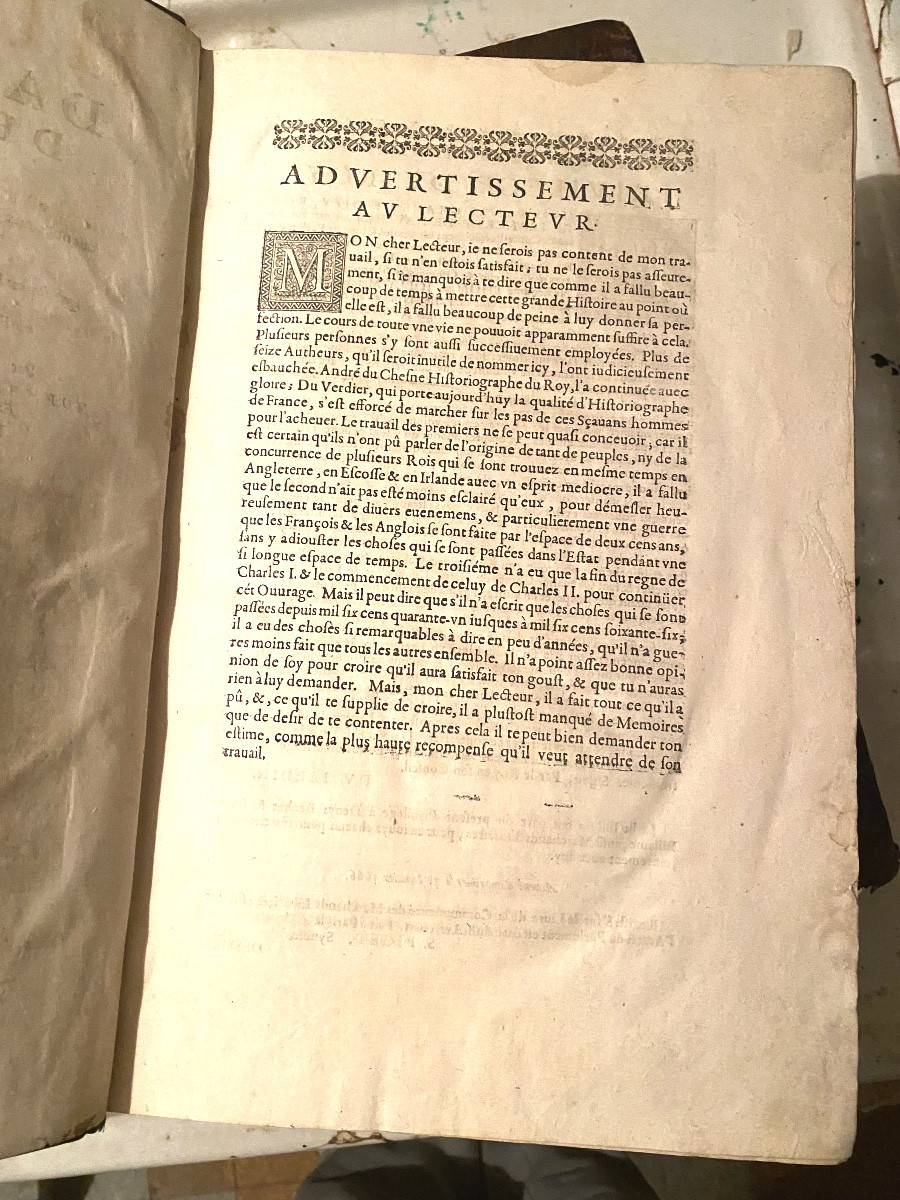 ADVERTISSEMENT
AV LECTEVR.
MON cher Lecteur, ie ne serois pas content de mon tra-
uail, si tu n'en estois satisfait; tu ne le serois pas asseure-
ment, si ie manquois à te dire que comme il a fallu beau-
coup de temps à mettre cette grande Histoire au point où
elle est, il a fallu beaucoup de peine à luy donner sa per-
fection. Le cours de toute vne vie ne pouuoit apparamment suffire à cela.
Plusieurs personnes s'y sont aussi successiuement employées. Plus de
seize Autheurs, qu'il seroit inutile de nommer icy, l'ont iudicieusement
esbauchée. André du Chesne Historiographe du Roy, l'a continuée auec
gloire; Du Verdier, qui porte aujourd'huy la qualité d'Historiographe
de France, s'est efforcé de marcher sur les pas de ces Sçauans hommes
pour l'acheuer. Le trauail des premiers ne se peut quasi conceuoir, car il
est certain qu'ils n'ont pû parler de l'origine de tant de peuples, ny de la
concurrence de plusieurs Rois qui se sont trouuez en mesme temps en
Angleterre, en Escosse & en Irlande auec vn esprit mediocre, il a fallu
que le second n'ait pas esté moins esclairé qu'eux, pour démesler heu-
reusement tant de diuers euenemens, & particulierement vne guerre
que les François & les Anglois se sont faite par l'espace de deux cens ans,
sans y adiouster les choses qui se sont passées dans l'Estat pendant vne
si longue espace de temps. Le troisiéme n'a eu que la fin du regne de
Charles I. & le commencement de celuy de Charles II. pour continüer
cét Ouurage. Mais il peut dire que s'il n'a escrit que les choses qui se sont
passées depuis mil six cens quarante-vn iusques à mil six cens soixante-six;
il a eu des choses si remarquables à dire en peu d'années, qu'il n'a gue-
res moins fait que tous les autres ensemble. Il n'a point assez bonne opi-
nion de soy pour croire qu'il aura satisfait ton goust, & que tu n'auras
rien à luy demander. Mais, mon cher Lecteur, il a fait tout ce qu'il a
pû, &, ce qu'il te supplie de croire, il a plustost manqué de Memoires
que de desir de te contenter. Apres cela il te peut bien demander ton
estime, comme la plus haute recompense qu'il veut attendre de son
trauail,